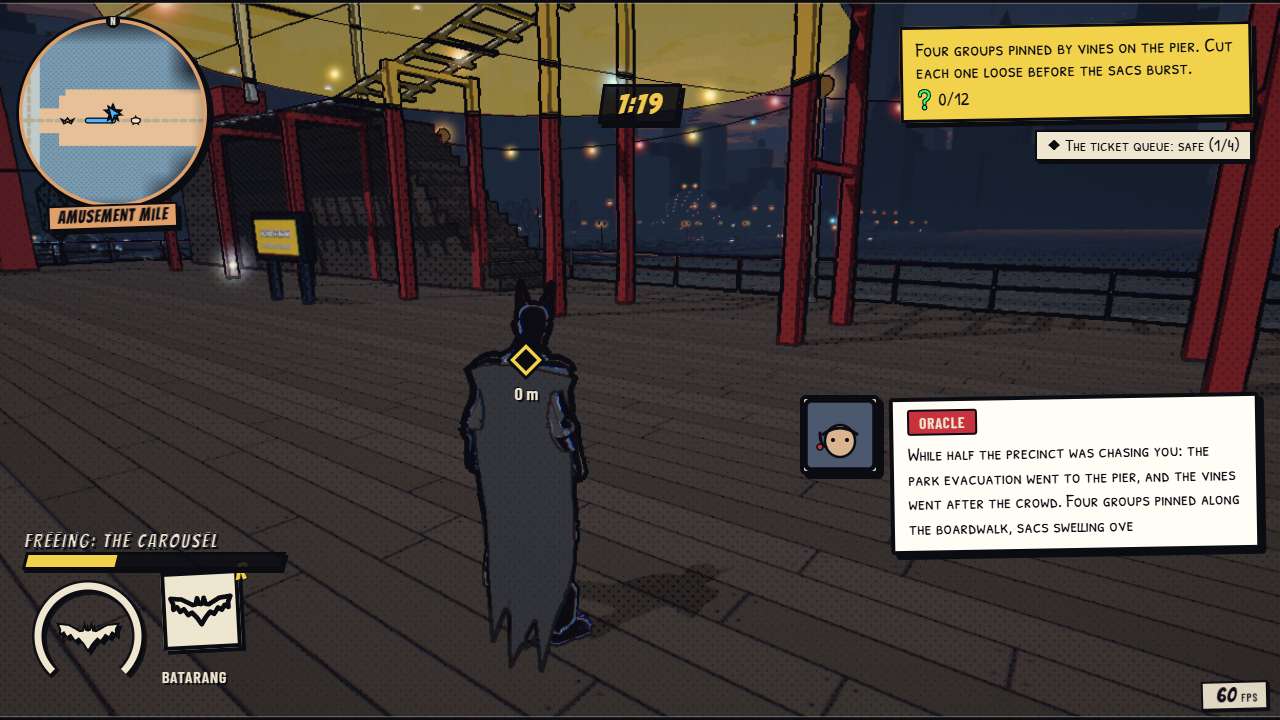 N
AMUSEMENT MILE
1:19
FOUR GROUPS PINNED BY VINES ON THE PIER. CUT
EACH ONE LOOSE BEFORE THE SACS BURST.
0/12
THE TICKET QUEUE: SAFE (1/4)
0 m
ORACLE
WHILE HALF THE PRECINCT WAS CHASING YOU: THE
PARK EVACUATION WENT TO THE PIER, AND THE VINES
WENT AFTER THE CROWD. FOUR GROUPS PINNED ALONG
THE BOARDWALK, SACS SWELLING OVE
FREEING: THE CAROUSEL
BATARANG
60 FPS